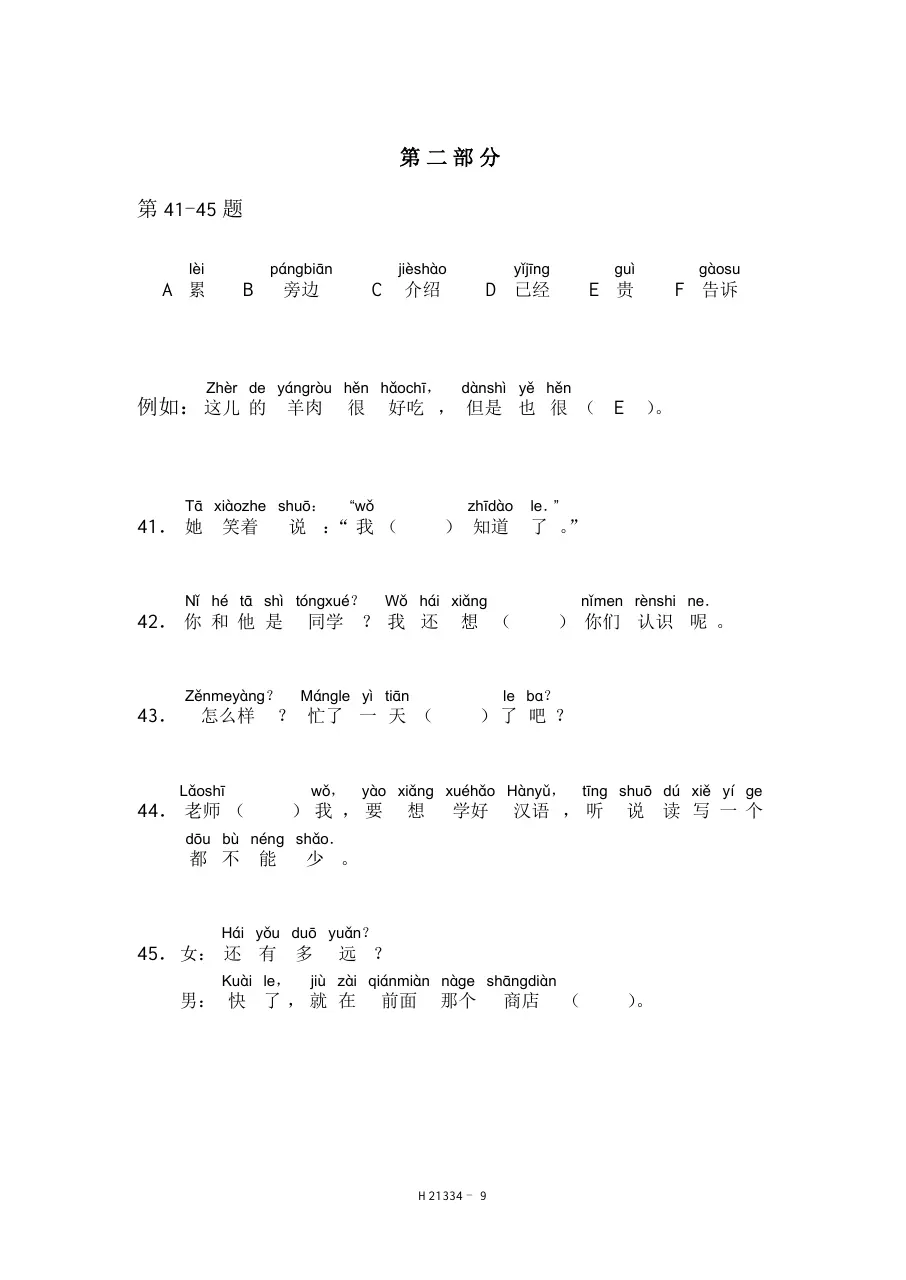 第二部分
第 41-45 题
lèi pángbiān jièshào yǐjīng guì gàosu
A 累 B 旁边 C 介绍 D 已经 E 贵 F 告诉
Zhèr de yángròu hěn hǎochī， dànshì yě hěn
例如：这儿 的 羊肉 很 好吃 ，但是 也 很 （ E ）。
Tā xiàozhe shuō： “wǒ zhīdào le．”
41． 她 笑着 说 ：“ 我（ ） 知道 了 。”
Nǐ hé tā shì tóngxué？ Wǒ hái xiǎng nǐmen rènshi ne．
42． 你 和 他 是 同学 ？ 我 还 想 （ ） 你们 认识 呢 。
Zěnmeyàng？ Mángle yì tiān le ba？
43． 怎么样 ？ 忙了 一 天 （ ）了 吧 ？
Lǎoshī wǒ， yào xiǎng xuéhǎo Hànyǔ， tīng shuō dú xiě yí ge
44． 老师 （ ） 我 ，要 想 学好 汉语 ，听 说 读 写 一 个
dōu bù néng shǎo．
都 不 能 少 。
Hái yǒu duō yuǎn？
45．女： 还 有 多 远 ？
Kuài le， jiù zài qiánmiàn nàge shāngdiàn
男： 快 了 ，就 在 前面 那个 商店 （ ）。
H21334 - 9